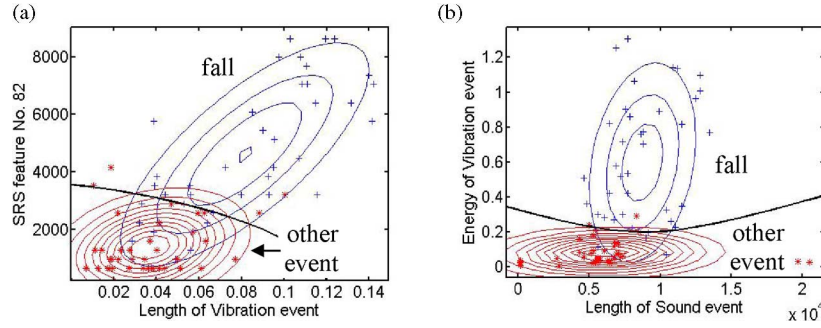 (a)
SRS feature No. 82
8000
6000
4000
2000
fall
other
event
0.02 0.04 0.06 0.08 0.1 0.12 0.14
Length of Vibration event
(b)
Energy of Vibration event
1.2
1
0.8
0.6
0.4
0.2
0
fall
other
event
0 0.5 1 1.5 2
x 10⁴
Length of Sound event